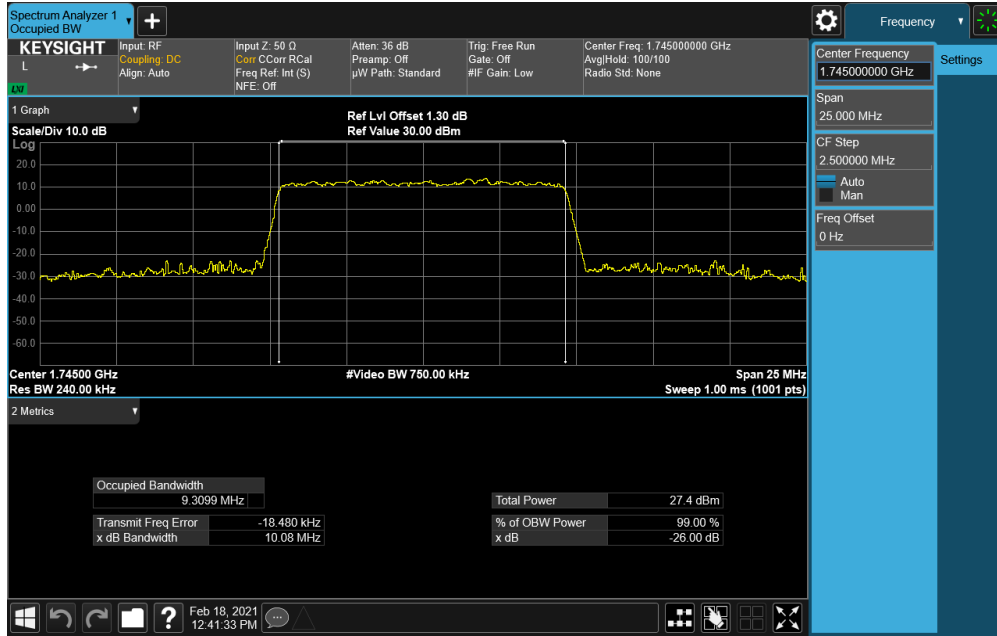 Spectrum Analyzer 1
Occupied BW
Frequency
KEYSIGHT
L
LXI
Input: RF
Coupling: DC
Align: Auto
Input Z: 50 Ω
Corr CCorr RCal
Freq Ref: Int (S)
NFE: Off
Atten: 36 dB
Preamp: Off
µW Path: Standard
Trig: Free Run
Gate: Off
#IF Gain: Low
Center Freq: 1.745000000 GHz
Avg|Hold: 100/100
Radio Std: None
Center Frequency
1.745000000 GHz
Settings
Span
25.000 MHz
CF Step
2.500000 MHz
Auto
Man
Freq Offset
0 Hz
1 Graph
Scale/Div 10.0 dB
Ref Lvl Offset 1.30 dB
Ref Value 30.00 dBm
Log
20.0
10.0
0.00
-10.0
-20.0
-30.0
-40.0
-50.0
-60.0
Center 1.74500 GHz
#Video BW 750.00 kHz
Span 25 MHz
Res BW 240.00 kHz
Sweep 1.00 ms (1001 pts)
2 Metrics
Occupied Bandwidth
9.3099 MHz
Total Power 27.4 dBm
Transmit Freq Error -18.480 kHz
% of OBW Power 99.00 %
x dB Bandwidth 10.08 MHz
x dB -26.00 dB
?
Feb 18, 2021
12:41:33 PM